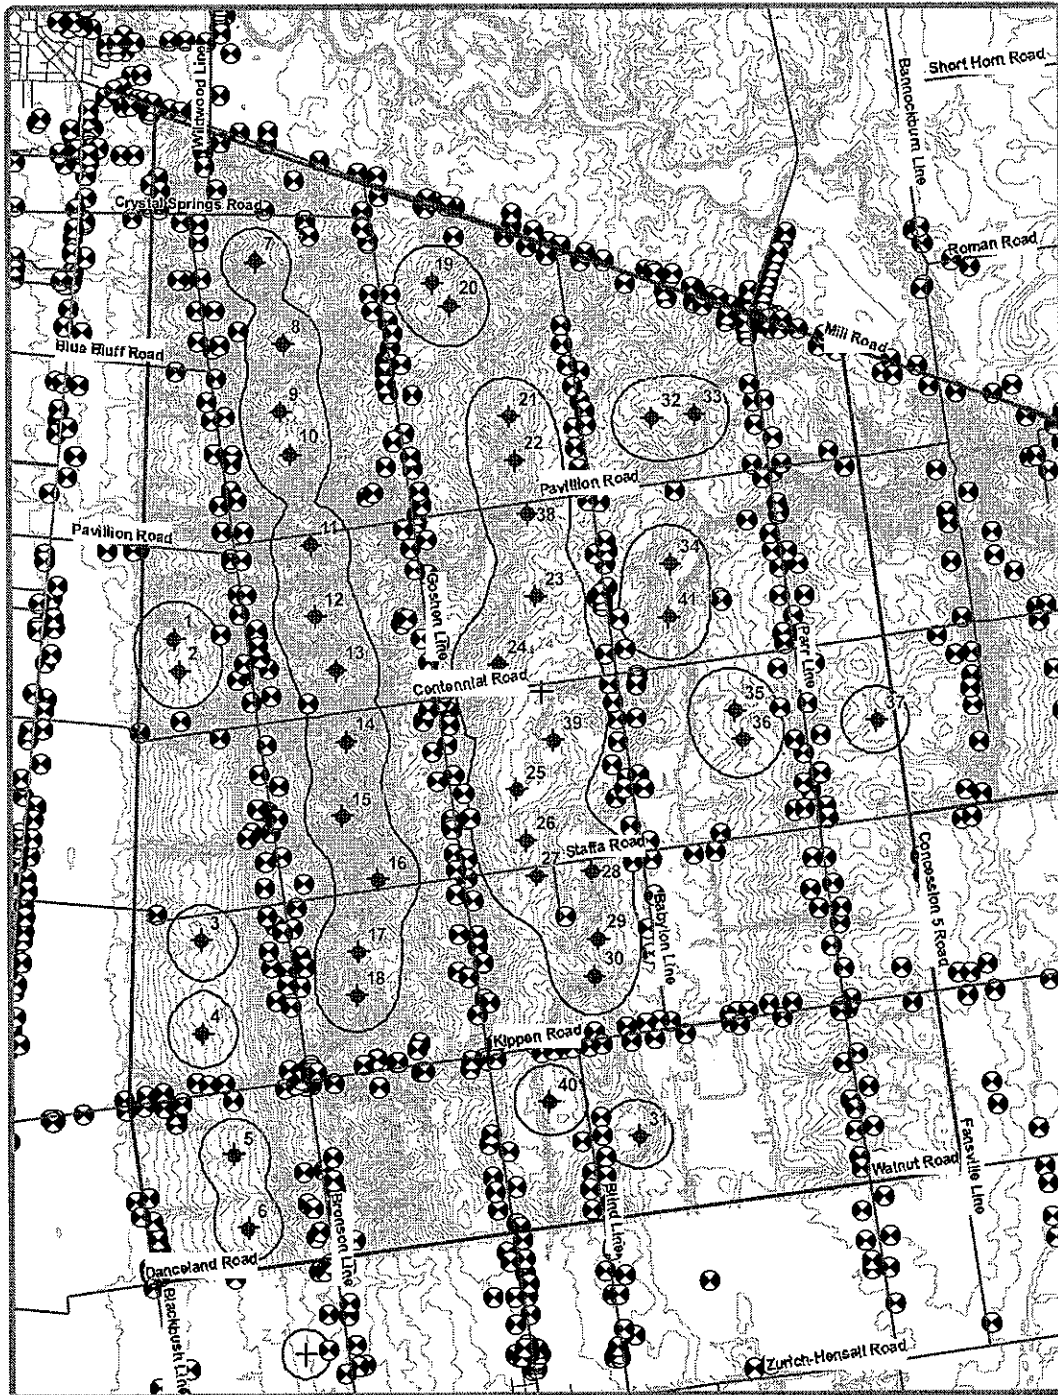 Short Horn Road
Bannockburn Line
Roman Road
Crystal Springs Road
7
19
20
8
Mill Road
Blue Bluff Road
9
21
32
33
10
22
Pavillion Road
38
Pavillion Road
11
34
Goshen Line
23
12
41
1
2
13
24
Centennial Road
Parr Line
35
37
14
39
36
25
15
26
Staffa Road
27
28
16
Concession 5 Road
Babylon Line
3
17
29
18
30
4
Kippen Road
40
31
5
Fansville Line
Walnut Road
6
Bronson Line
Blind Line
Danceland Road
Blackbush Line
Z
Zurich-Hensall Road